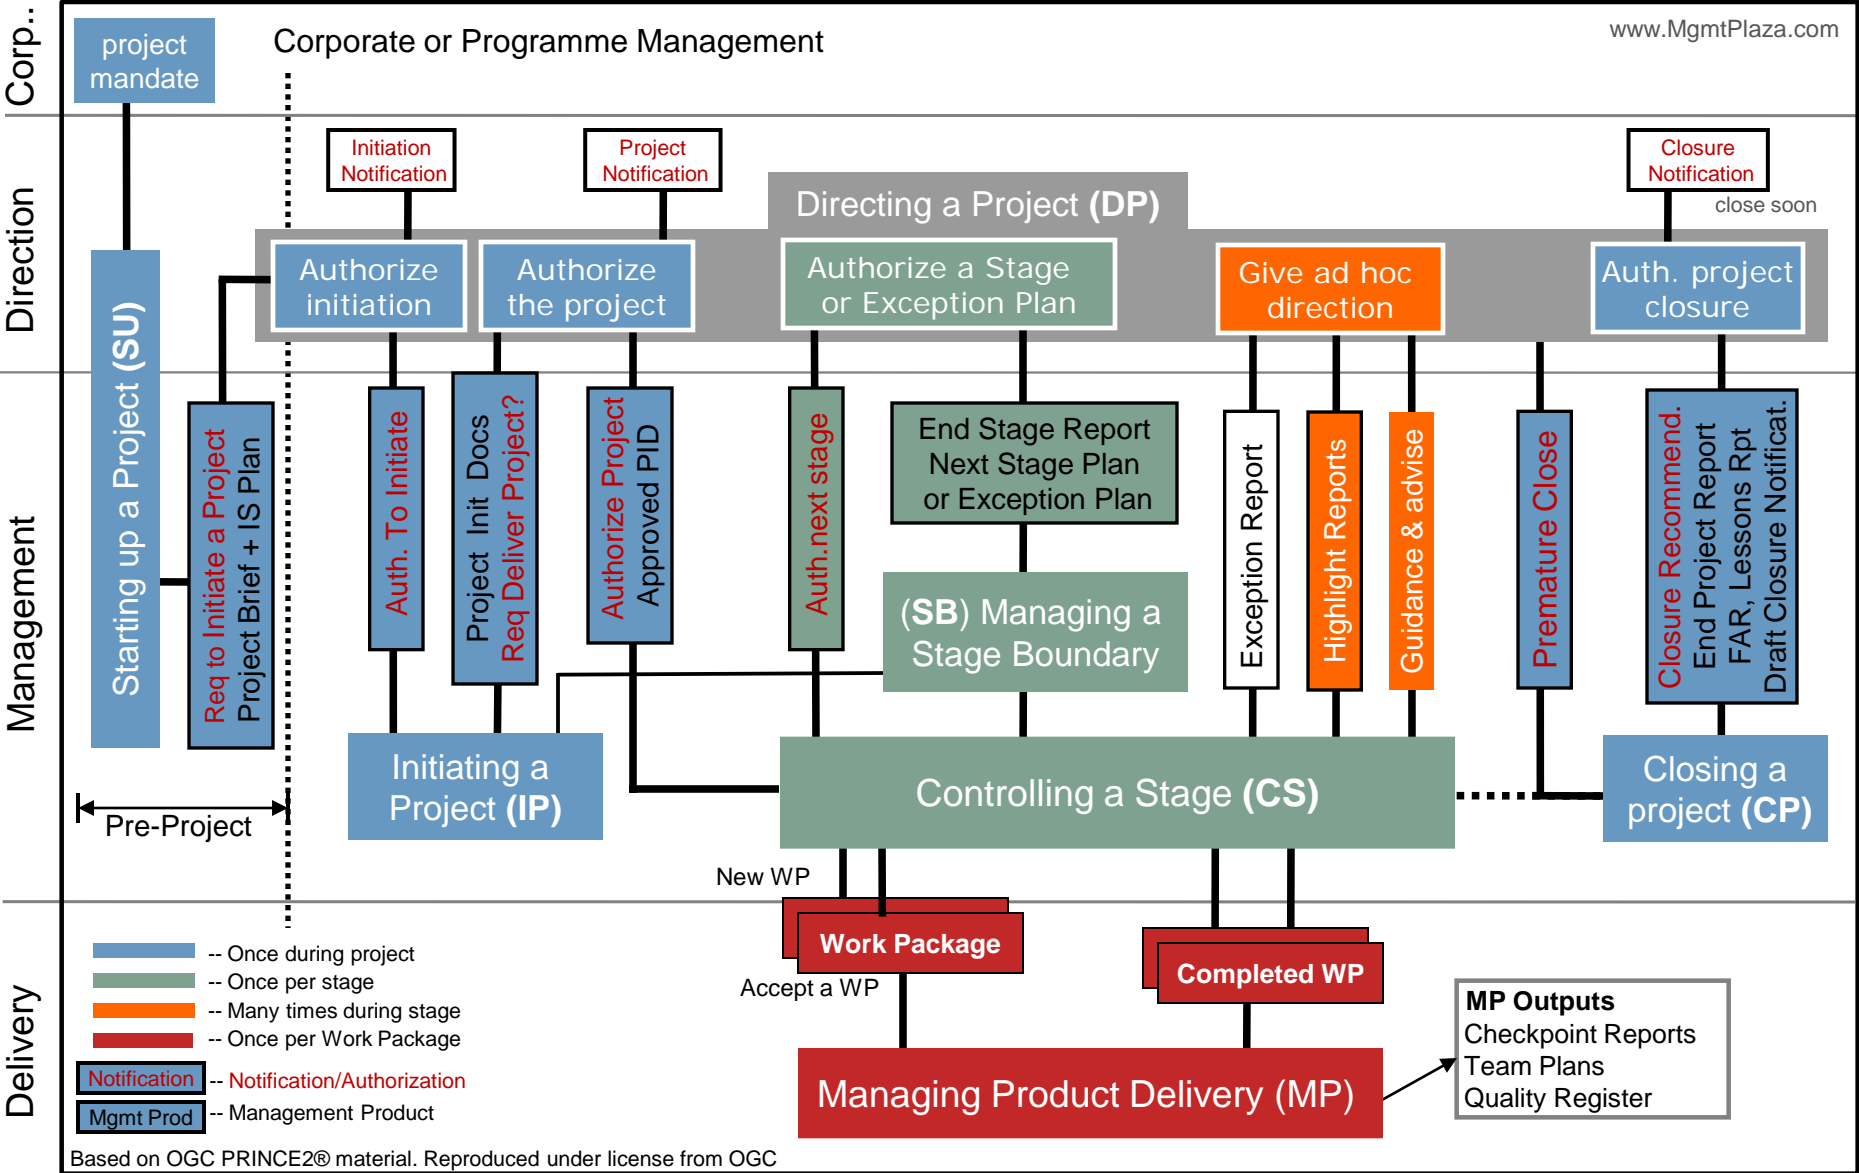 Corp..
project
mandate
Corporate or Programme Management
www.MgmtPlaza.com
Direction
Initiation
Notification
Project
Notification
Closure
Notification
close soon
Directing a Project (DP)
Authorize
initiation
Authorize
the project
Authorize a Stage
or Exception Plan
Give ad hoc
direction
Auth. project
closure
Management
Starting up a Project (SU)
Req to Initiate a Project
Project Brief + IS Plan
Auth. To Initiate
Project Init Docs
Req Deliver Project?
Authorize Project
Approved PID
Auth.next stage
End Stage Report
Next Stage Plan
or Exception Plan
Exception Report
Highlight Reports
Guidance & advise
Premature Close
Closure Recommend.
End Project Report
FAR, Lessons Rpt
Draft Closure Notificat.
(SB) Managing a
Stage Boundary
Initiating a
Project (IP)
Controlling a Stage (CS)
Closing a
project (CP)
Pre-Project
New WP
Delivery
Work Package
Accept a WP
Completed WP
Managing Product Delivery (MP)
MP Outputs
Checkpoint Reports
Team Plans
Quality Register
-- Once during project
-- Once per stage
-- Many times during stage
-- Once per Work Package
Notification -- Notification/Authorization
Mgmt Prod -- Management Product
Based on OGC PRINCE2® material. Reproduced under license from OGC